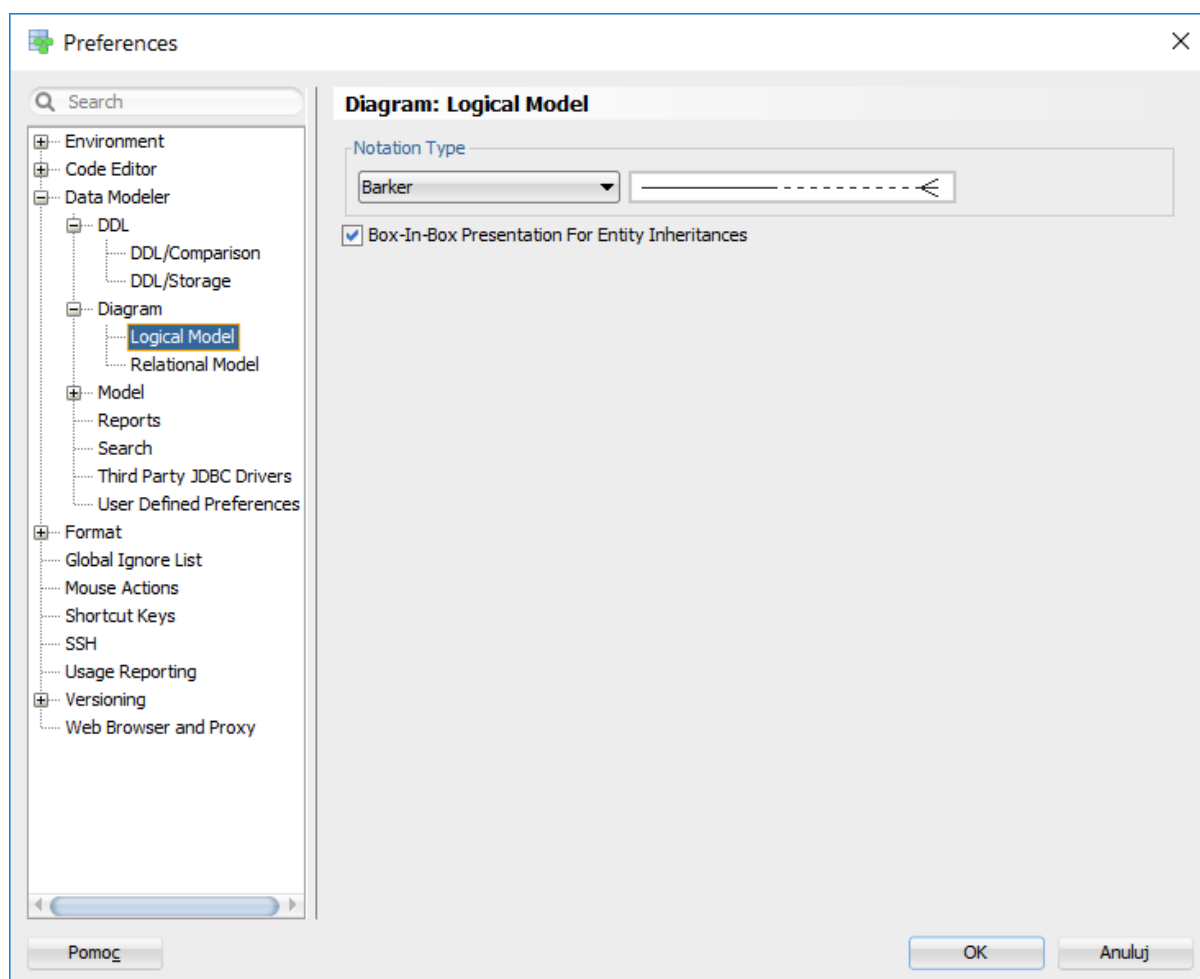 Preferences
Search
Environment
Code Editor
Data Modeler
DDL
DDL/Comparison
DDL/Storage
Diagram
Logical Model
Relational Model
Model
Reports
Search
Third Party JDBC Drivers
User Defined Preferences
Format
Global Ignore List
Mouse Actions
Shortcut Keys
SSH
Usage Reporting
Versioning
Web Browser and Proxy
Diagram: Logical Model
Notation Type
Barker
Box-In-Box Presentation For Entity Inheritances
Pomoc
OK
Anuluj